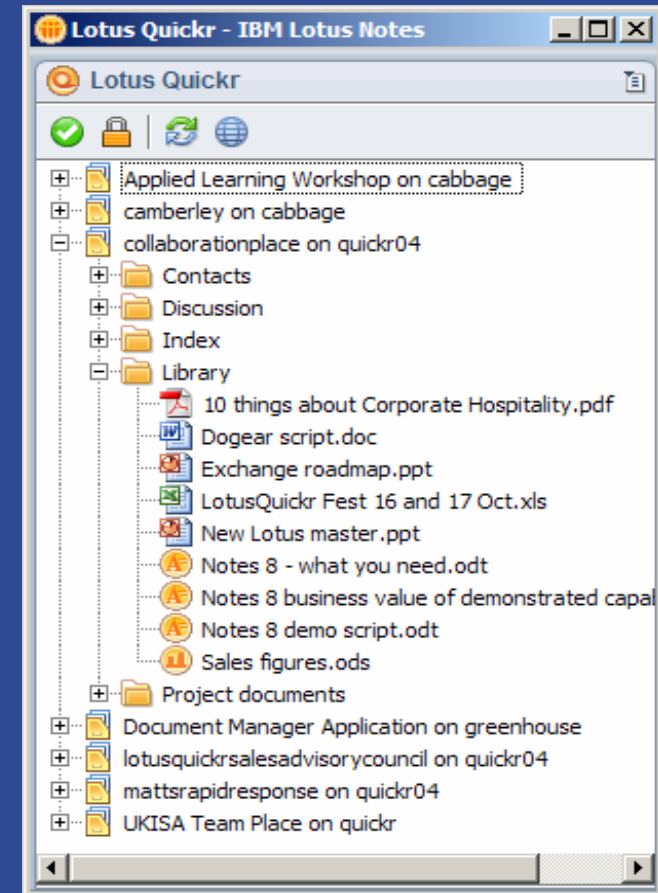 Lotus Quickr - IBM Lotus Notes
Lotus Quickr
Applied Learning Workshop on cabbage
camberley on cabbage
collaborationplace on quickr04
Contacts
Discussion
Index
Library
10 things about Corporate Hospitality.pdf
Dogear script.doc
Exchange roadmap.ppt
LotusQuickr Fest 16 and 17 Oct.xls
New Lotus master.ppt
Notes 8 - what you need.odt
Notes 8 business value of demonstrated capal
Notes 8 demo script.odt
Sales figures.ods
Project documents
Document Manager Application on greenhouse
lotusquickrsalesadvisorycouncil on quickr04
mattsrapidresponse on quickr04
UKISA Team Place on quickr